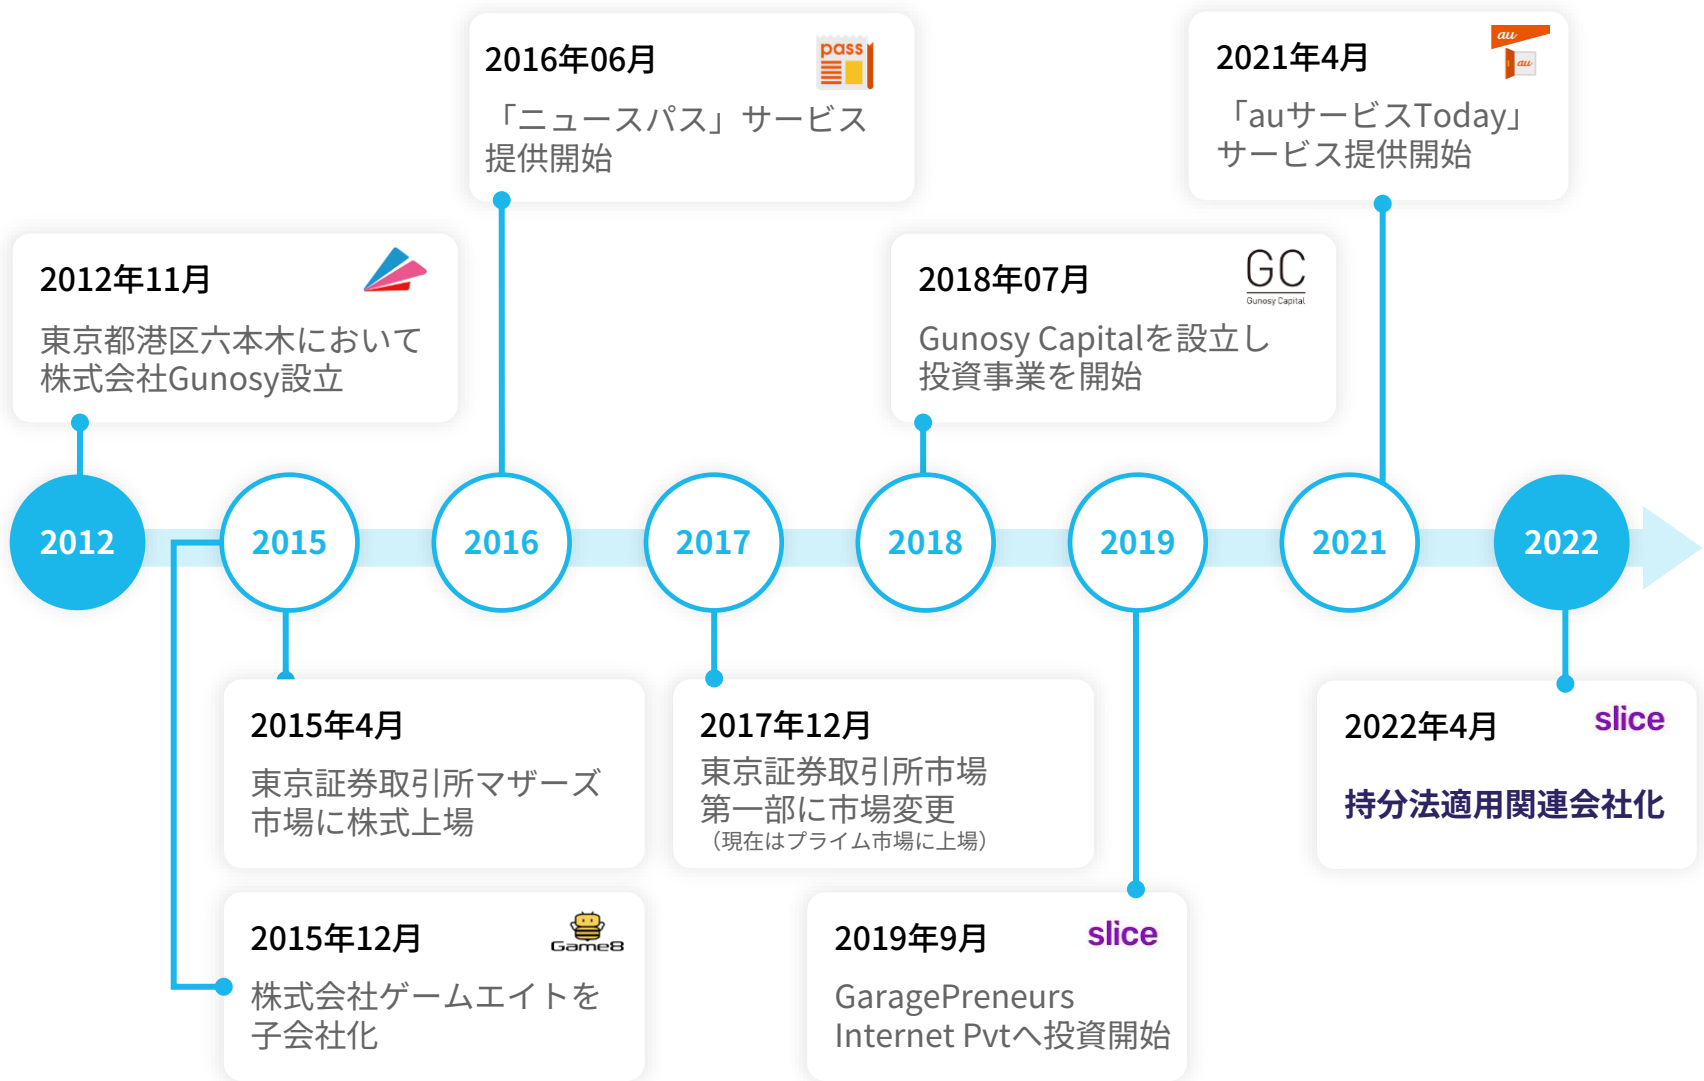 2016年06月
pass
「ニュースパス」サービス
提供開始
2021年4月
au
au
「auサービスToday」
サービス提供開始
2012年11月
東京都港区六本木において
株式会社Gunosy設立
2018年07月
GC
Gunosy Capital
Gunosy Capitalを設立し
投資事業を開始
2012
2015
2016
2017
2018
2019
2021
2022
2015年4月
東京証券取引所マザーズ
市場に株式上場
2017年12月
東京証券取引所市場
第一部に市場変更
（現在はプライム市場に上場）
2022年4月
slice
持分法適用関連会社化
2015年12月
Game8
株式会社ゲームエイトを
子会社化
2019年9月
slice
GaragePreneurs
Internet Pvtへ投資開始